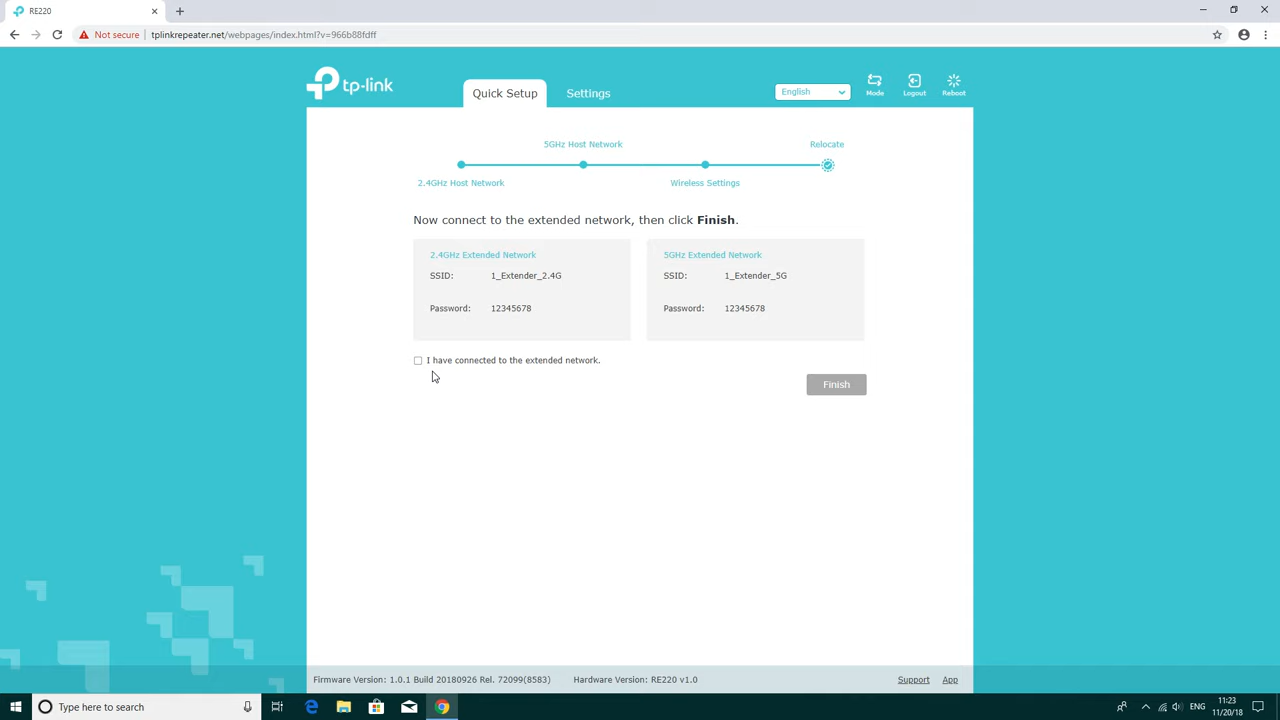 RE220
Not secure
tplinkrepeater.net/webpages/index.html?v=966b88fdff
tp-link
Quick Setup
Settings
English
Mode
Logout
Reboot
5GHz Host Network
Relocate
2.4GHz Host Network
Wireless Settings
Now connect to the extended network, then click Finish.
2.4GHz Extended Network
SSID: 1_Extender_2.4G
Password: 12345678
5GHz Extended Network
SSID: 1_Extender_5G
Password: 12345678
I have connected to the extended network.
Finish
Firmware Version: 1.0.1 Build 20180926 Rel. 72099(8583)
Hardware Version: RE220 v1.0
Support
App
Type here to search
ENG
11:23
11/20/18